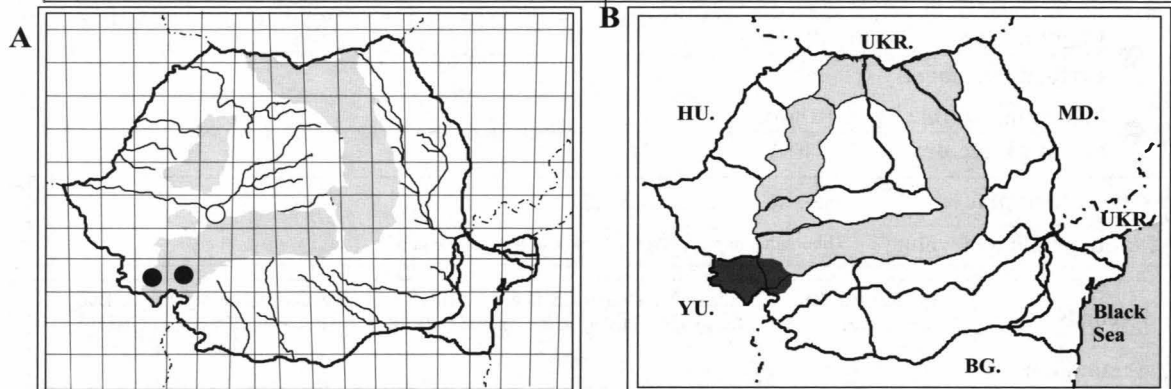 A
B
UKR.
HU.
MD.
UKR.
YU.
Black
Sea
BG.